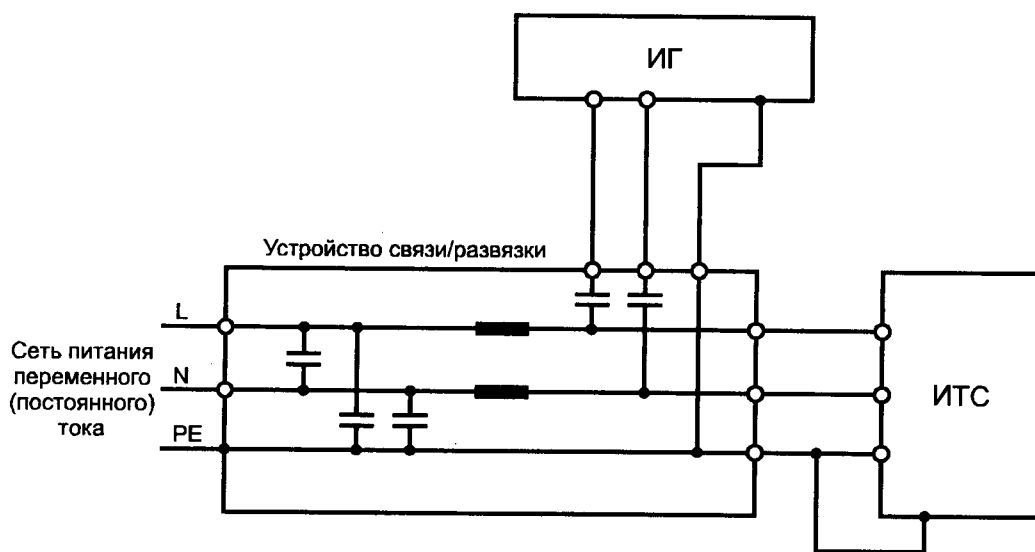 ИГ
Устройство связи/развязки
L
Сеть питания
переменного
(постоянного)
тока
N
PE
ИТС